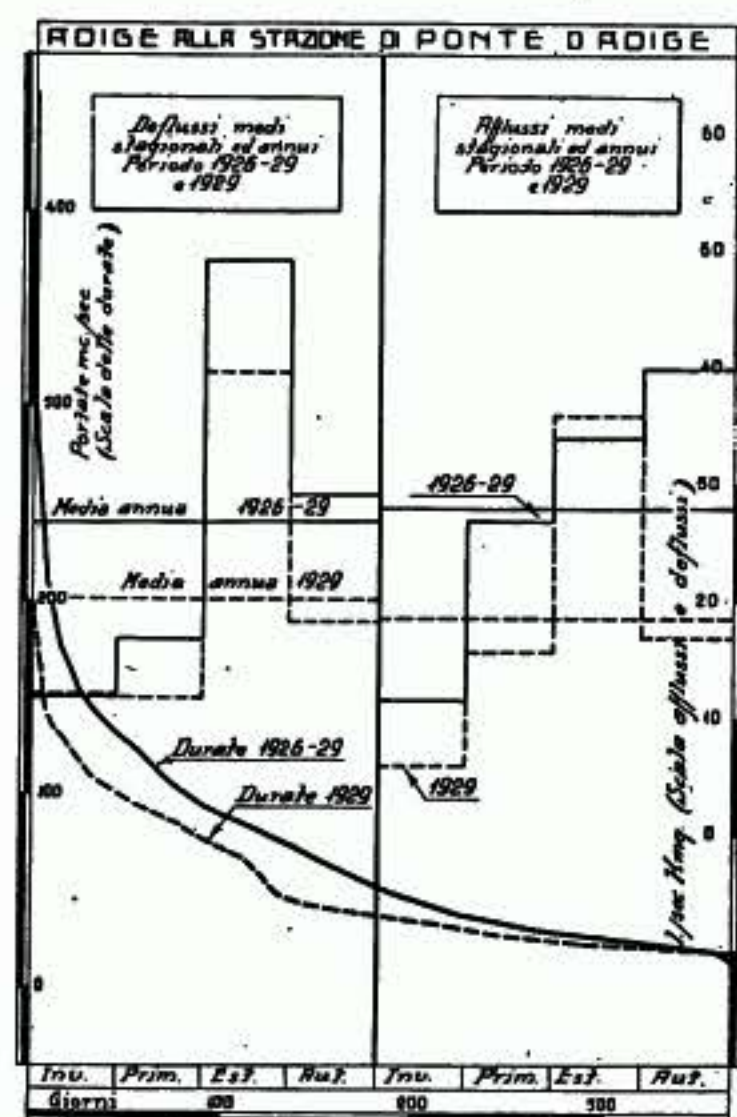 ADIGE ALLA STAZIONE DI PONTE D ADIGE
Deflussi medi
stagionali ed annui
Periodo 1926-29
e 1929
Afflussi medi
stagionali ed annui
Periodo 1926-29
e 1929
400
300
200
100
0
Portate mc/sec
(Scala delle durate)
60
50
40
30
20
10
0
l/sec Kmq. (Scala afflussi e deflussi)
Media annua 1926-29
Media annua 1929
1926-29
1929
Durate 1926-29
Durate 1929
Inv. Prim. Est. Aut. Inv. Prim. Est. Aut.
Giorni 100 200 300